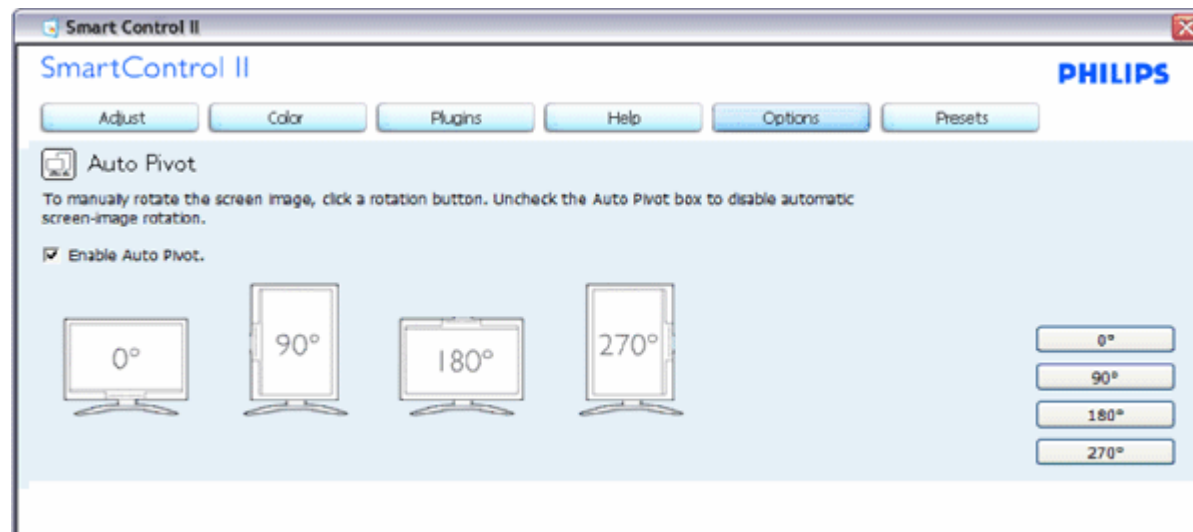 Smart Control II
SmartControl II
PHILIPS
Adjust
Color
Plugins
Help
Options
Presets
Auto Pivot
To manually rotate the screen image, click a rotation button. Uncheck the Auto Pivot box to disable automatic
screen-image rotation.
Enable Auto Pivot.
0°
90°
180°
270°
0°
90°
180°
270°